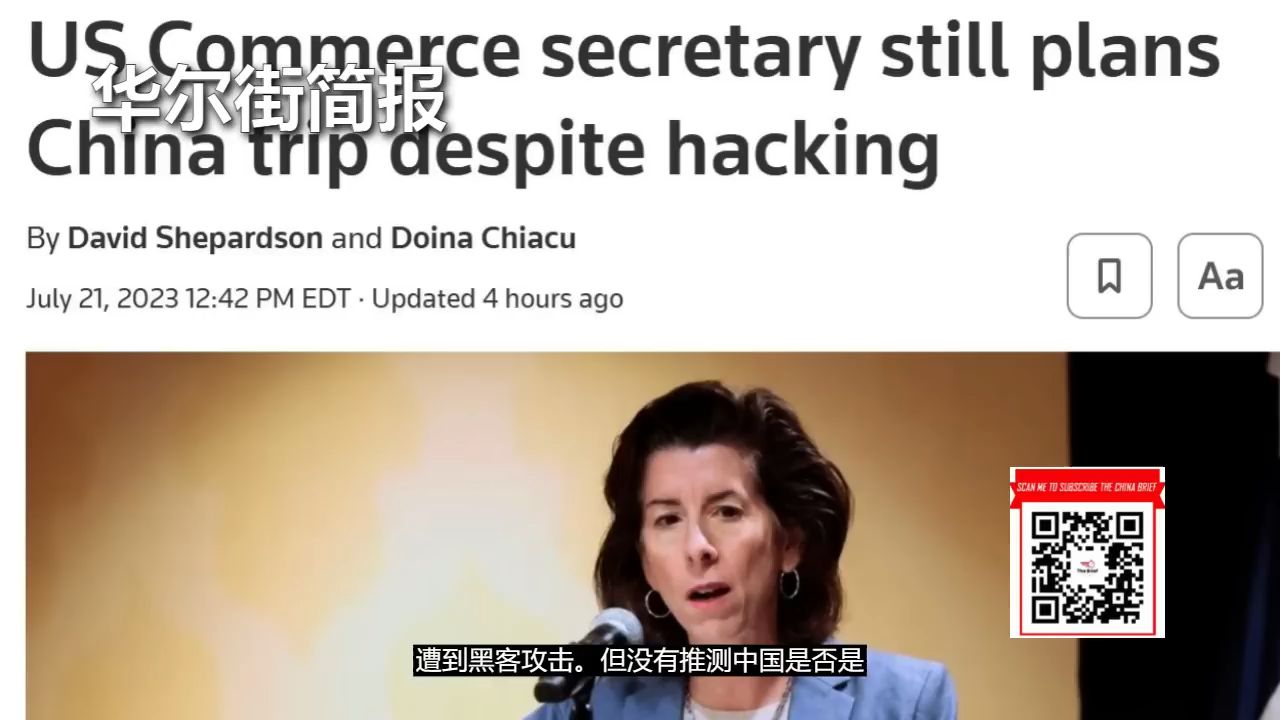 US Commerce secretary still plans
华尔街简报
China trip despite hacking
By David Shepardson and Doina Chiacu
July 21, 2023 12:42 PM EDT · Updated 4 hours ago
Aa
SCAN ME TO SUBSCRIBE THE CHINA BRIEF
The Brief
遭到黑客攻击。但没有推测中国是否是